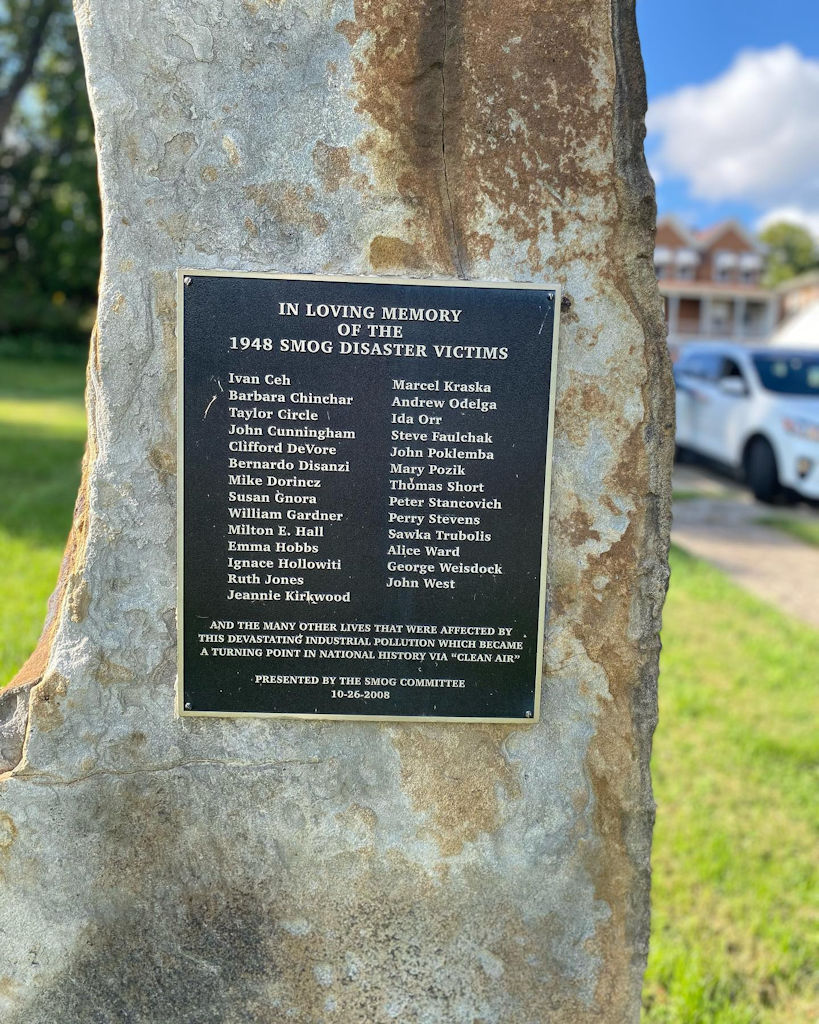 IN LOVING MEMORY
OF THE
1948 SMOG DISASTER VICTIMS
Ivan Ceh
Barbara Chinchar
Taylor Circle
John Cunningham
Clifford DeVore
Bernardo Disanzi
Mike Dorincz
Susan Gnora
William Gardner
Milton E. Hall
Emma Hobbs
Ignace Hollowiti
Ruth Jones
Jeannie Kirkwood
Marcel Kraska
Andrew Odelga
Ida Orr
Steve Faulchak
John Poklemba
Mary Pozik
Thomas Short
Peter Stancovich
Perry Stevens
Sawka Trubolis
Alice Ward
George Weisdock
John West
AND THE MANY OTHER LIVES THAT WERE AFFECTED BY
THIS DEVASTATING INDUSTRIAL POLLUTION WHICH BECAME
A TURNING POINT IN NATIONAL HISTORY VIA “CLEAN AIR”
PRESENTED BY THE SMOG COMMITTEE
10-26-2008